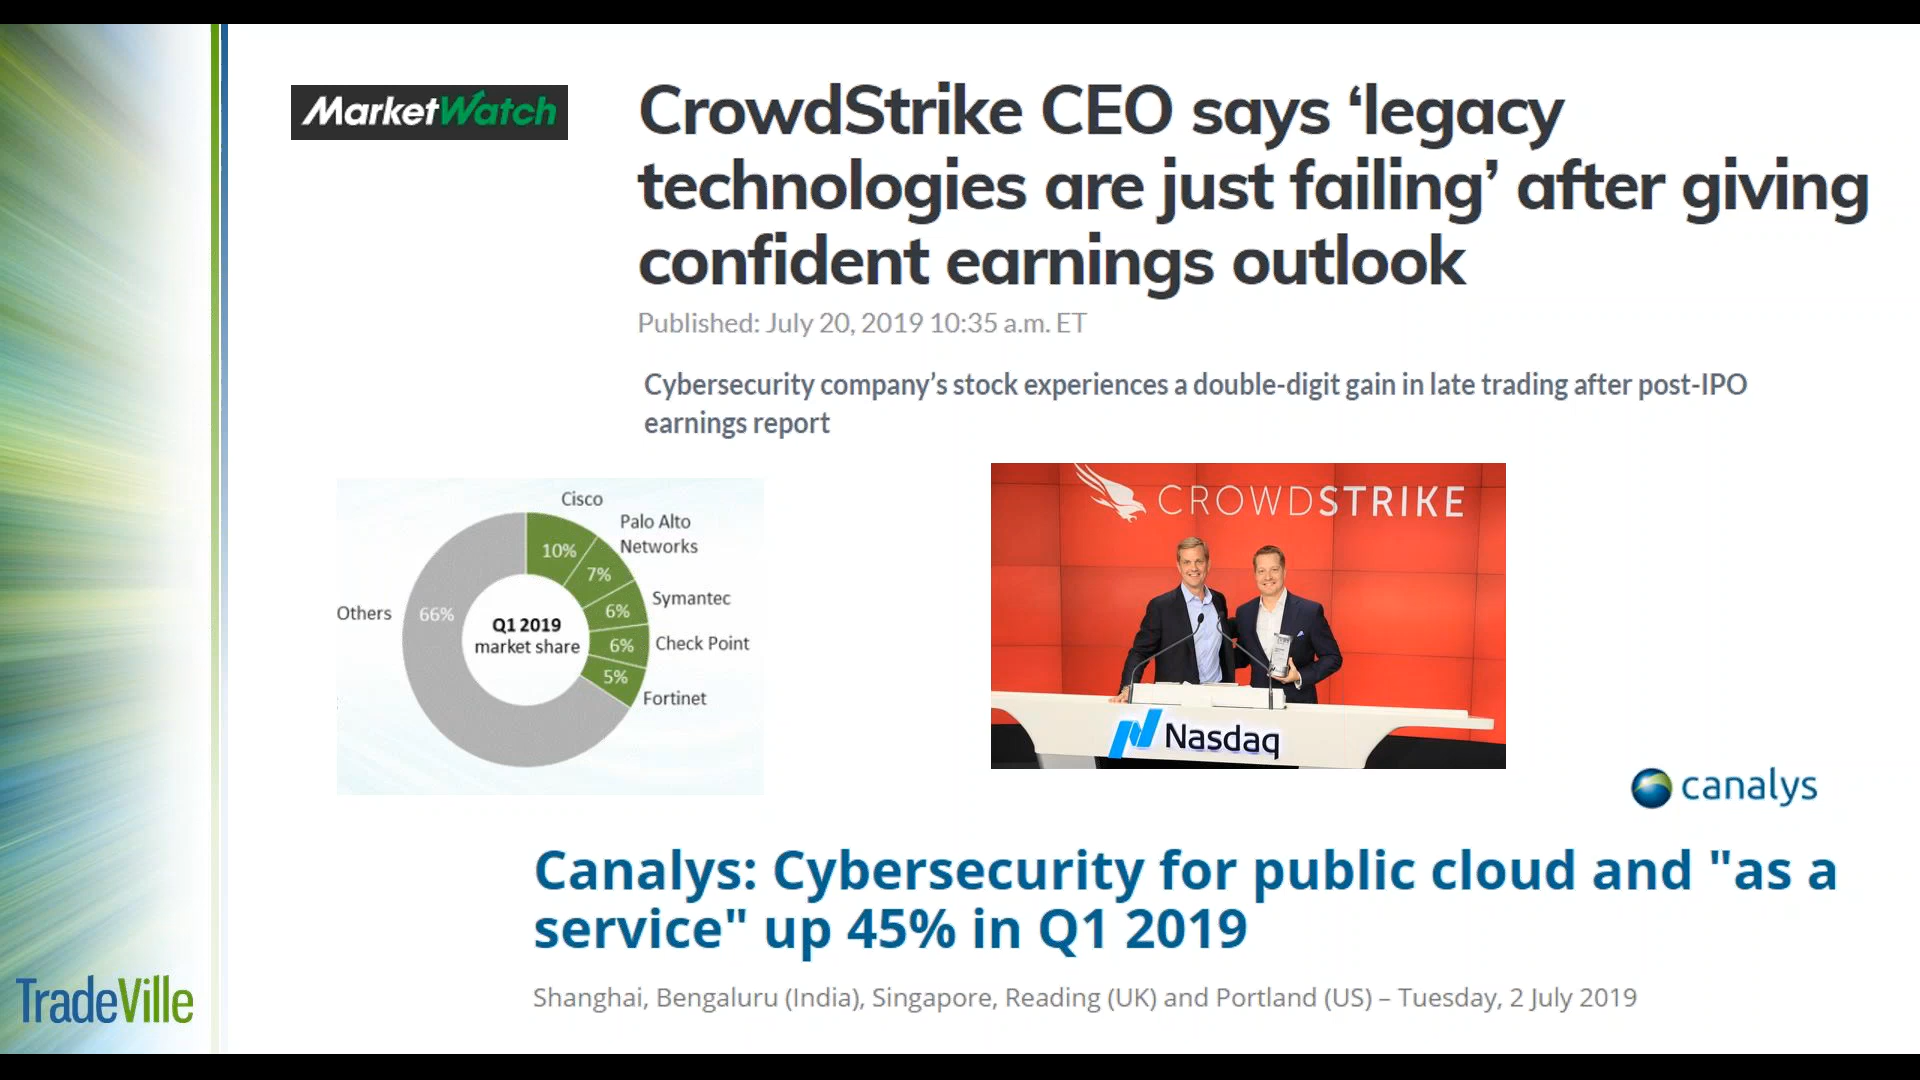 MarketWatch
CrowdStrike CEO says ‘legacy
technologies are just failing’ after giving
confident earnings outlook
Published: July 20, 2019 10:35 a.m. ET
Cybersecurity company’s stock experiences a double-digit gain in late trading after post-IPO
earnings report
Cisco
Palo Alto
Networks
Symantec
Check Point
Fortinet
Others
10%
7%
6%
6%
5%
66%
Q1 2019
market share
CROWDSTRIKE
Nasdaq
canalys
Canalys: Cybersecurity for public cloud and "as a
service" up 45% in Q1 2019
Shanghai, Bengaluru (India), Singapore, Reading (UK) and Portland (US) – Tuesday, 2 July 2019
TradeVille